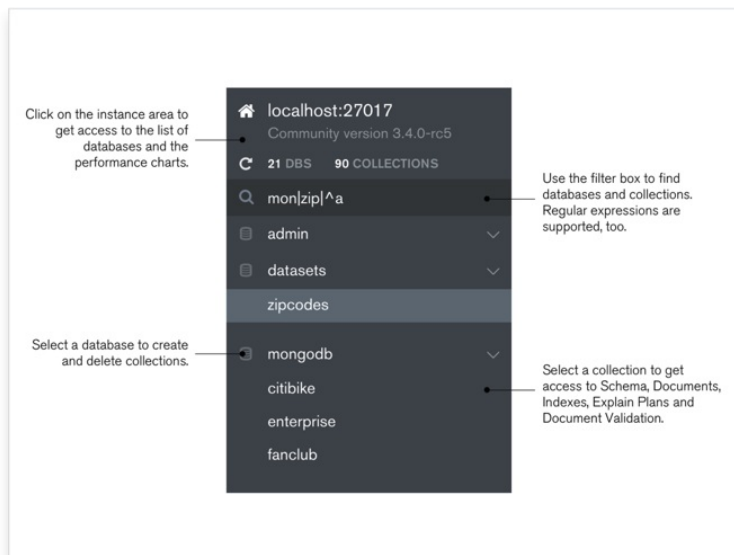 Click on the instance area to
get access to the list of
databases and the
performance charts.
localhost:27017
Community version 3.4.0-rc5
21 DBS 90 COLLECTIONS
mon|zip|^a
Use the filter box to find
databases and collections.
Regular expressions are
supported, too.
admin
datasets
zipcodes
Select a database to create
and delete collections.
mongodb
citibike
enterprise
fanclub
Select a collection to get
access to Schema, Documents,
Indexes, Explain Plans and
Document Validation.